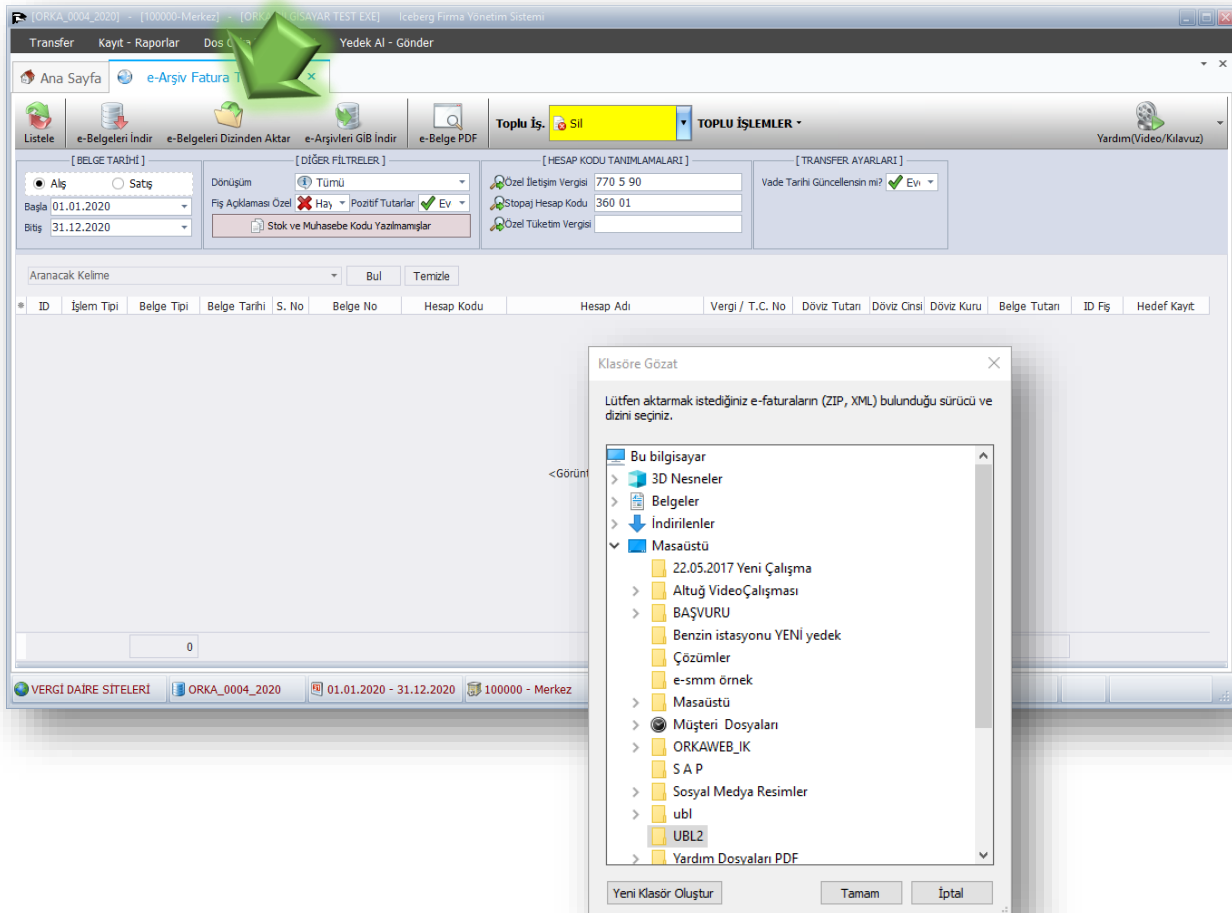 [ORKA_0004_2020] - [100000-Merkez] - [ORKA BİLGİSAYAR TEST EXE] Iceberg Firma Yönetim Sistemi
Transfer Kayıt - Raporlar Dos Yedek Al - Gönder
Ana Sayfa e-Arşiv Fatura
Listele e-Belgeleri İndir e-Belgeleri Dizinden Aktar e-Arşivleri GİB İndir e-Belge PDF Toplu İş. Sil TOPLU İŞLEMLER Yardım(Video/Kılavuz)
[ BELGE TARİHİ ] [ DİĞER FİLTRELER ] [ HESAP KODU TANIMLAMALARI ] [ TRANSFER AYARLARI ]
Alış Satış Dönüşüm Tümü Özel İletişim Vergisi 770 5 90 Vade Tarihi Güncellensin mi? Ev
Başla 01.01.2020 Fiş Açıklaması Özel Hay Pozitif Tutarlar Ev Stopaj Hesap Kodu 360 01
Bitiş 31.12.2020 Stok ve Muhasebe Kodu Yazılmamışlar Özel Tüketim Vergisi
Aranacak Kelime Bul Temizle
ID İşlem Tipi Belge Tipi Belge Tarihi S. No Belge No Hesap Kodu Hesap Adı Vergi / T.C. No Döviz Tutarı Döviz Cinsi Döviz Kuru Belge Tutarı ID Fiş Hedef Kayıt
<Görünt
0
VERGİ DAİRE SİTELERİ ORKA_0004_2020 01.01.2020 - 31.12.2020 100000 - Merkez
Klasöre Gözat
Lütfen aktarmak istediğiniz e-faturaların (ZIP, XML) bulunduğu sürücü ve
dizini seçiniz.
Bu bilgisayar
3D Nesneler
Belgeler
İndirilenler
Masaüstü
22.05.2017 Yeni Çalışma
Altuğ VideoÇalışması
BAŞVURU
Benzin istasyonu YENİ yedek
Çözümler
e-smm örnek
Masaüstü
Müşteri Dosyaları
ORKAWEB_IK
S A P
Sosyal Medya Resimler
ubl
UBL2
Yardım Dosyaları PDF
Yeni Klasör Oluştur Tamam İptal